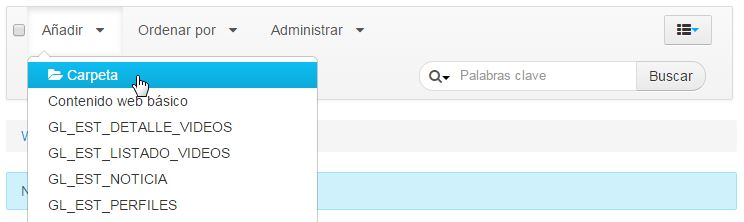 Añadir Ordenar por Administrar
Carpeta
Palabras clave Buscar
Contenido web básico
GL_EST_DETALLE_VIDEOS
GL_EST_LISTADO_VIDEOS
GL_EST_NOTICIA
GL_EST_PERFILES